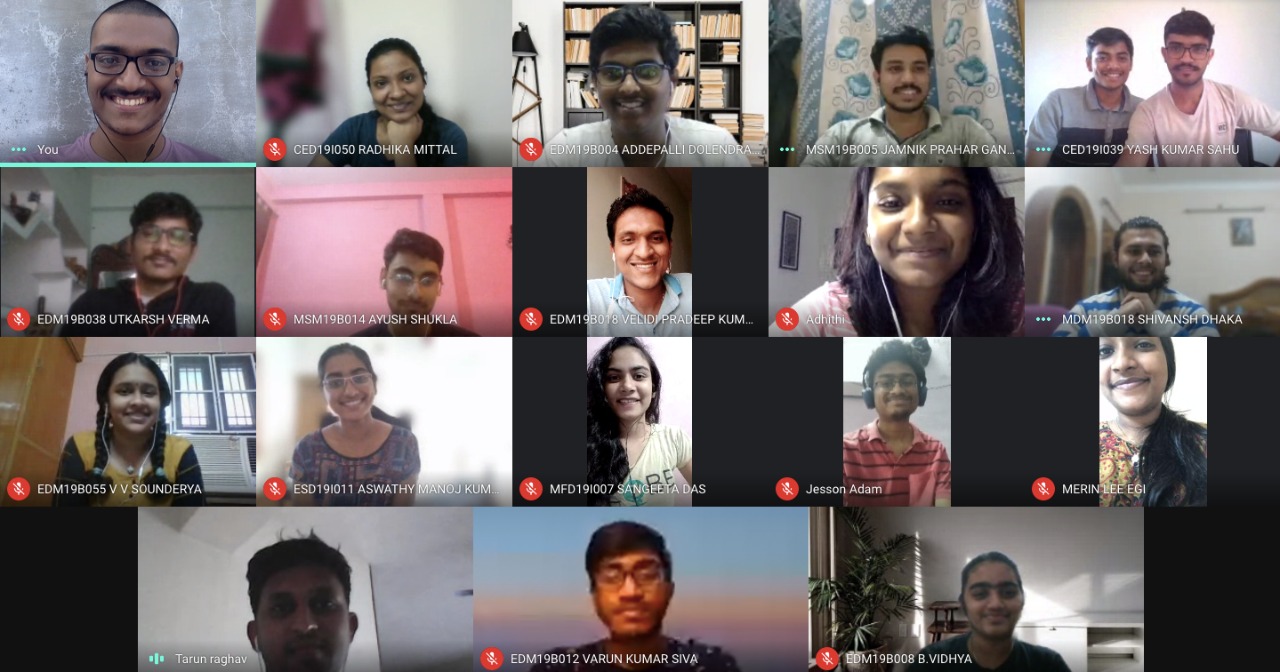 You
CED19I050 RADHIKA MITTAL
EDM19B004 ADDEPALLI DOLENDRA...
MSM19B005 JAMNIK PRAHAR GAN...
CED19I039 YASH KUMAR SAHU
EDM19B038 UTKARSH VERMA
MSM19B014 AYUSH SHUKLA
EDM19B018 VELIDI PRADEEP KUM...
Adhithi
MDM19B018 SHIVANSH DHAKA
EDM19B055 V V SOUNDERYA
ESD19I011 ASWATHY MANOJ KUM...
MFD19I007 SANGEETA DAS
Jesson Adam
MERIN LEE EGI
Tarun raghav
EDM19B012 VARUN KUMAR SIVA
EDM19B008 B.VIDHYA